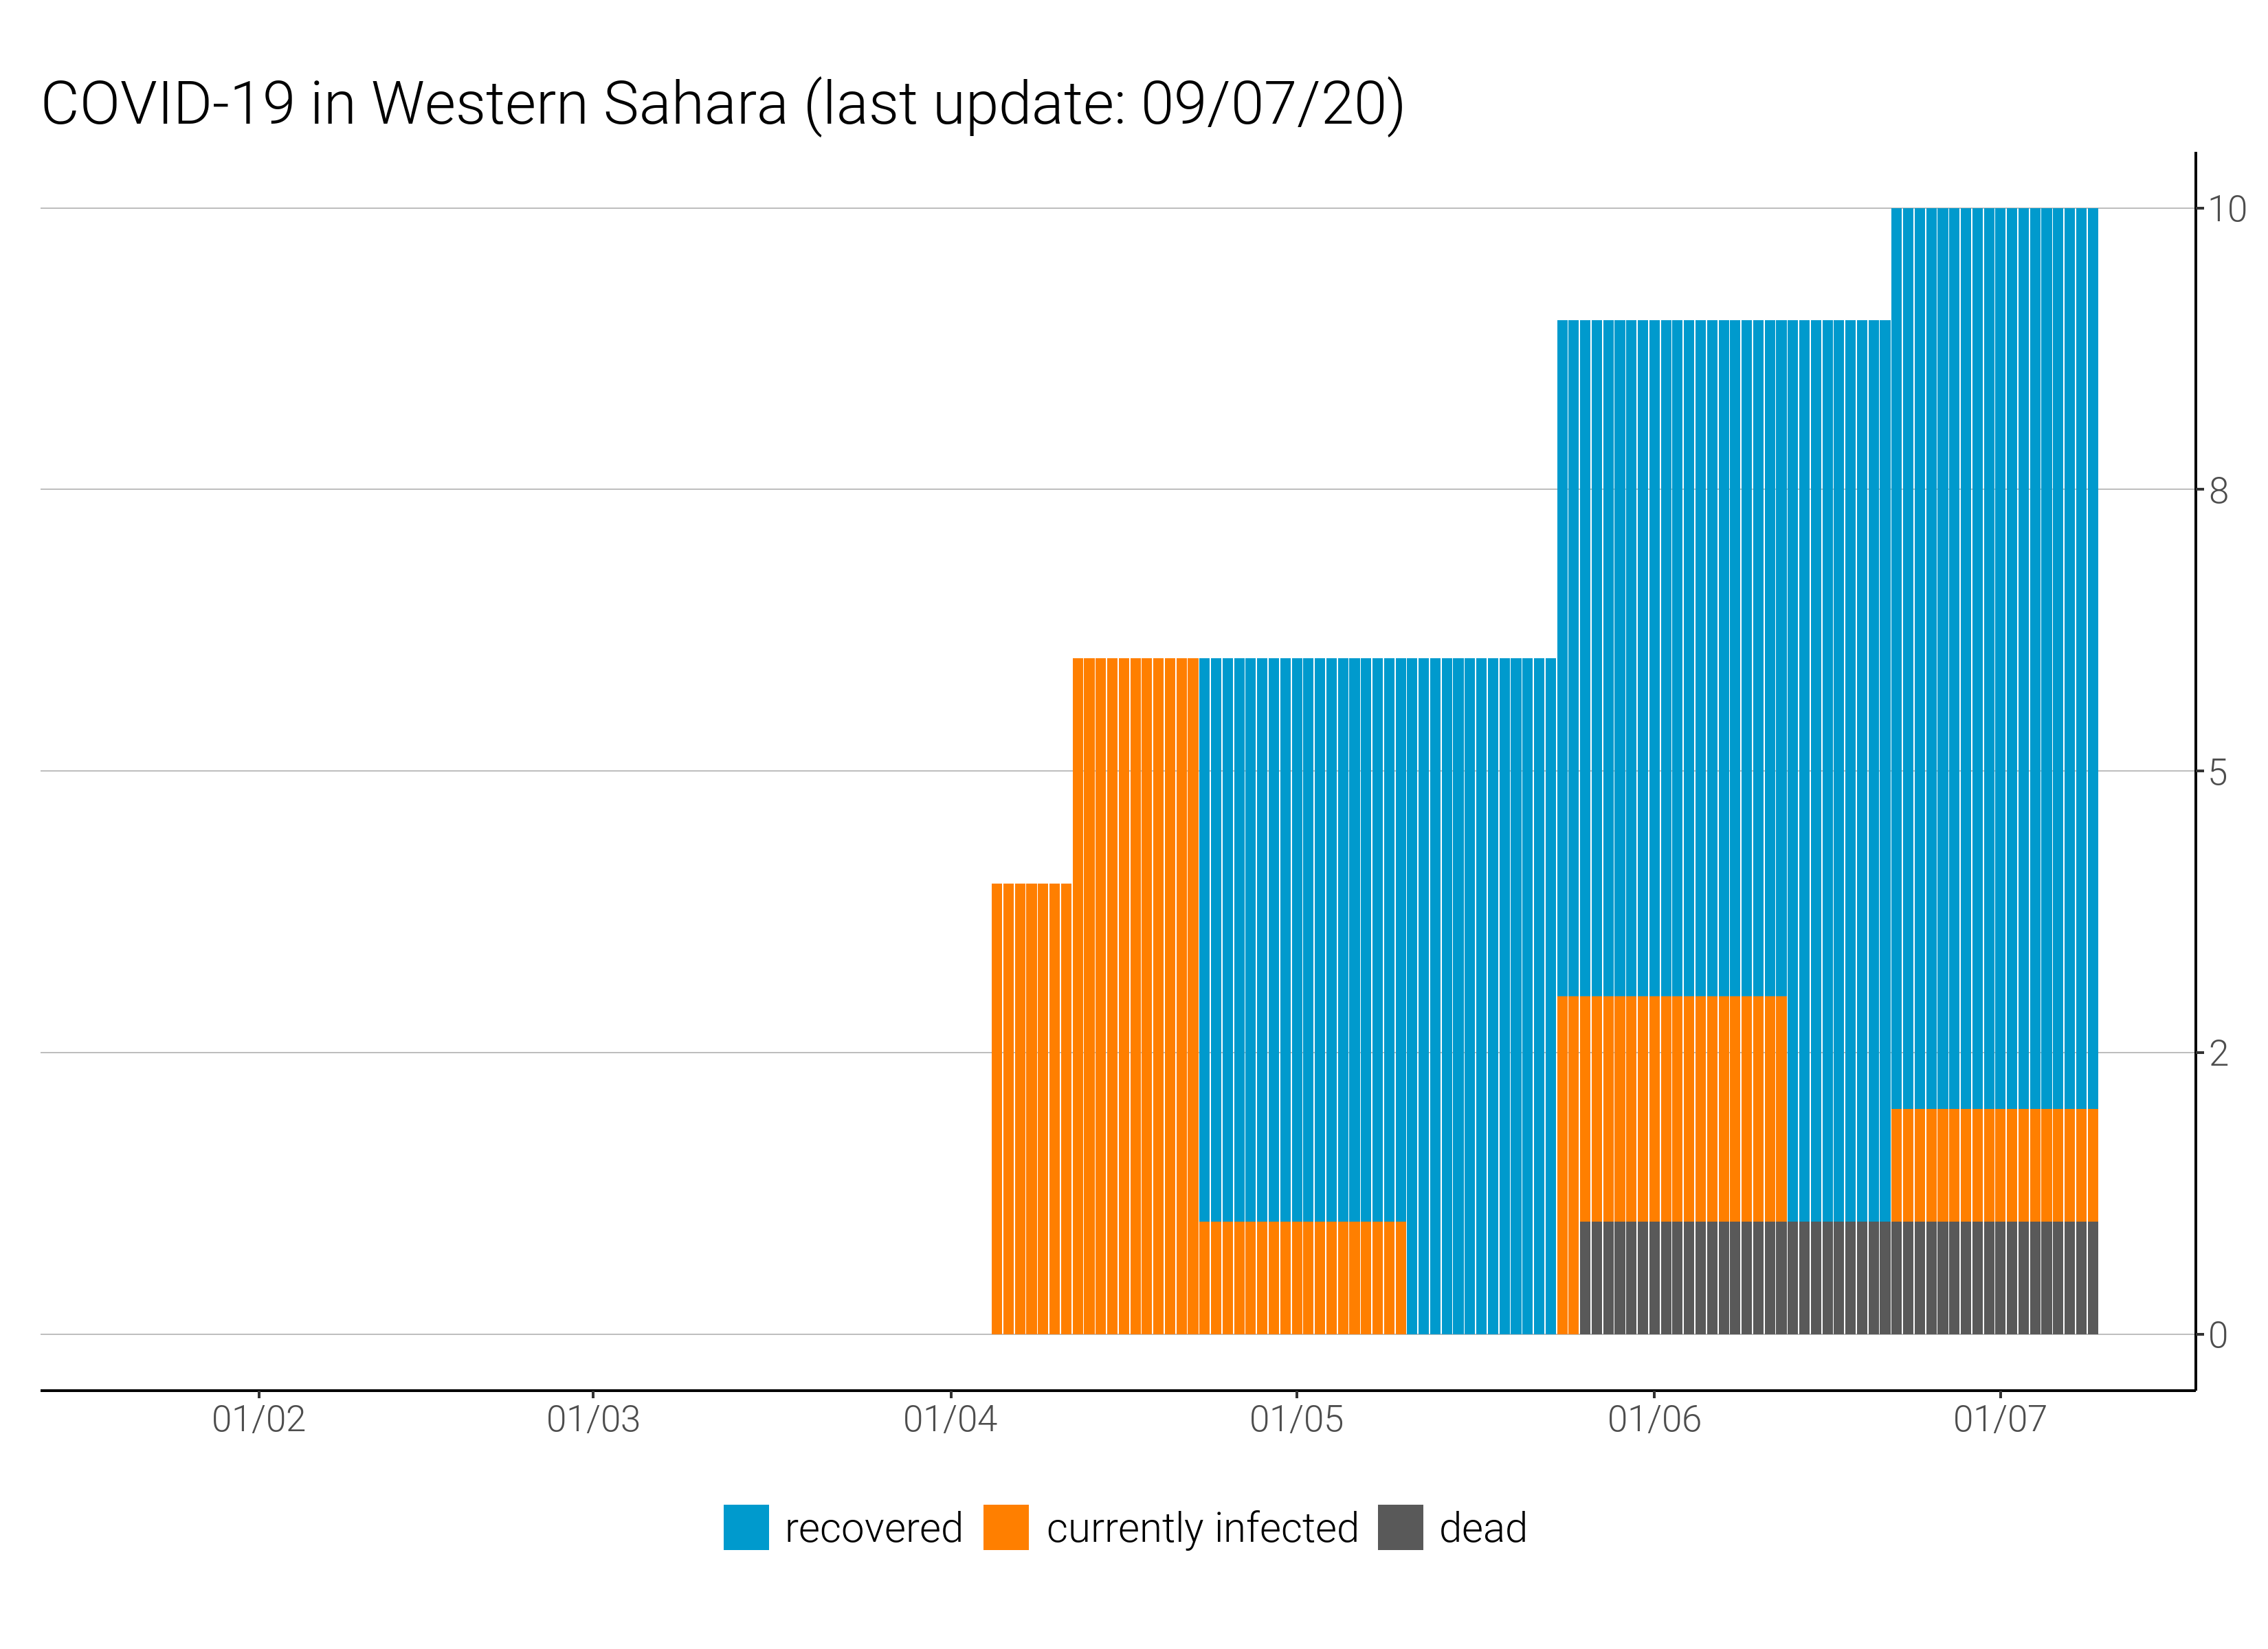 COVID-19 in Western Sahara (last update: 09/07/20)
10
8
5
2
0
01/02 01/03 01/04 01/05 01/06 01/07
recovered currently infected dead